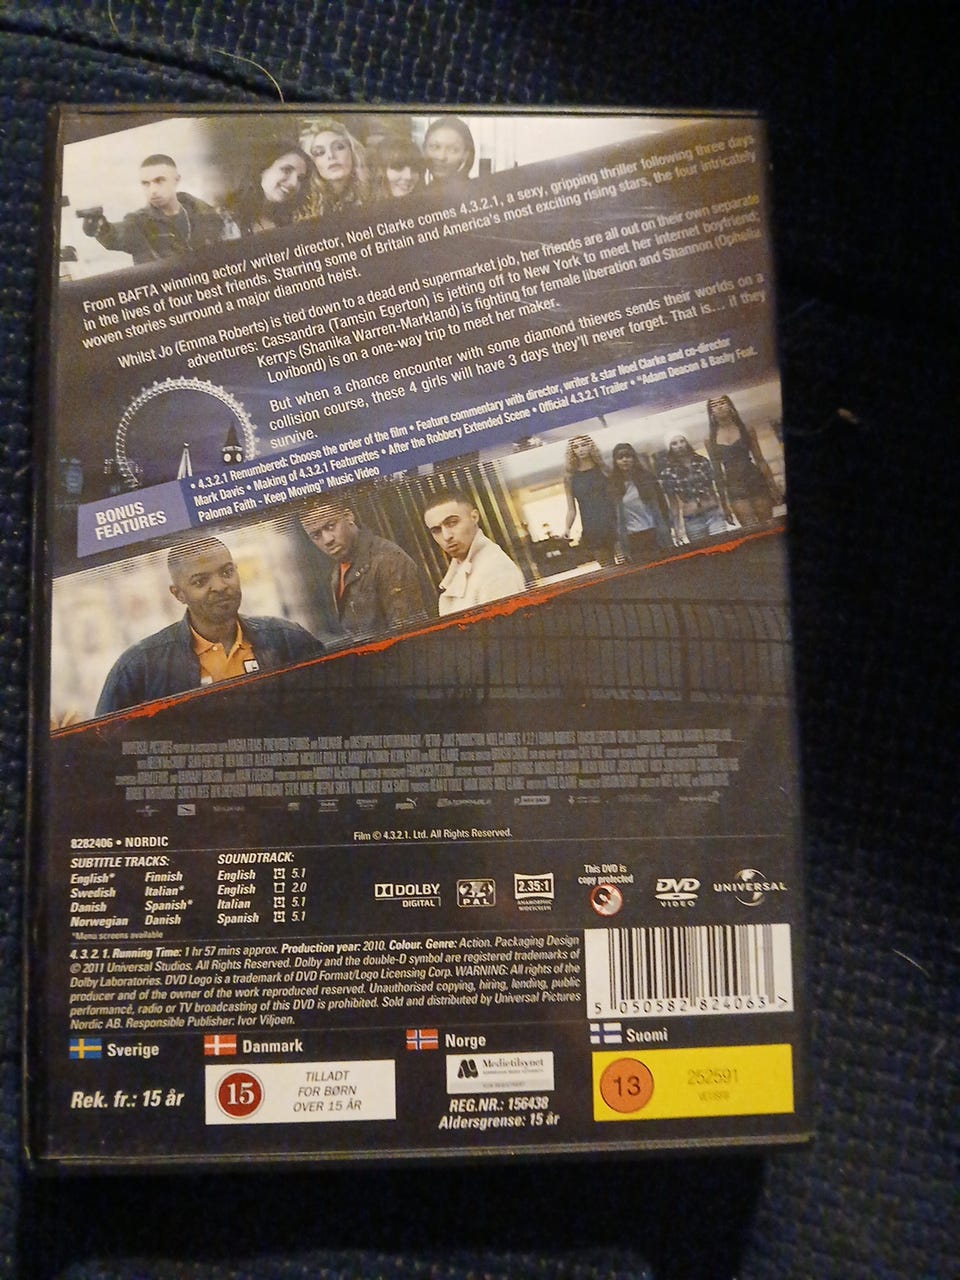 From BAFTA winning actor/ writer/ director, Noel Clarke comes 4.3.2.1, a sexy, gripping thriller following three days
in the lives of four best friends. Starring some of Britain and America's most exciting rising stars, the four intricately
woven stories surround a major diamond heist.
Whilst Jo (Emma Roberts) is tied down to a dead end supermarket job, her friends are all out on their own separate
adventures: Cassandra (Tamsin Egerton) is jetting off to New York to meet her internet boyfriend;
Kerrys (Shanika Warren-Markland) is fighting for female liberation and Shannon (Ophelia
Lovibond) is on a one-way trip to meet her maker.
But when a chance encounter with some diamond thieves sends their worlds on a
collision course, these 4 girls will have 3 days they'll never forget. That is... if they
survive.
BONUS
FEATURES
• 4.3.2.1 Renumbered: Choose the order of the film • Feature commentary with director, writer & star Noel Clarke and co-director
Mark Davis • Making of 4.3.2.1 Featurettes • After the Robbery Extended Scene • Official 4.3.2.1 Trailer • "Adam Deacon & Bashy Feat.
Paloma Faith - Keep Moving" Music Video
Film © 4.3.2.1. Ltd. All Rights Reserved.
8282406 • NORDIC
SUBTITLE TRACKS:
English* Finnish
Swedish Italian*
Danish Spanish*
Norwegian Danish
*Menu screens available
SOUNDTRACK:
English 5.1
English 2.0
Italian 5.1
Spanish 5.1
DOLBY
DIGITAL
2,4
PAL
2.35:1
ANAMORPHIC
WIDESCREEN
This DVD is
copy protected
DVD
VIDEO
UNIVERSAL
4.3.2.1. Running Time: 1 hr 57 mins approx. Production year: 2010. Colour. Genre: Action. Packaging Design
© 2011 Universal Studios. All Rights Reserved. Dolby and the double-D symbol are registered trademarks of
Dolby Laboratories. DVD Logo is a trademark of DVD Format/Logo Licensing Corp. WARNING: All rights of the
producer and of the owner of the work reproduced reserved. Unauthorised copying, hiring, lending, public
performance, radio or TV broadcasting of this DVD is prohibited. Sold and distributed by Universal Pictures
Nordic AB. Responsible Publisher: Ivor Viljoen.
5 050582 824063 >
Sverige
Rek. fr.: 15 år
Danmark
15
TILLADT
FOR BØRN
OVER 15 ÅR
Norge
Medietilsynet
REG.NR.: 156438
Aldersgrense: 15 år
Suomi
13
252591